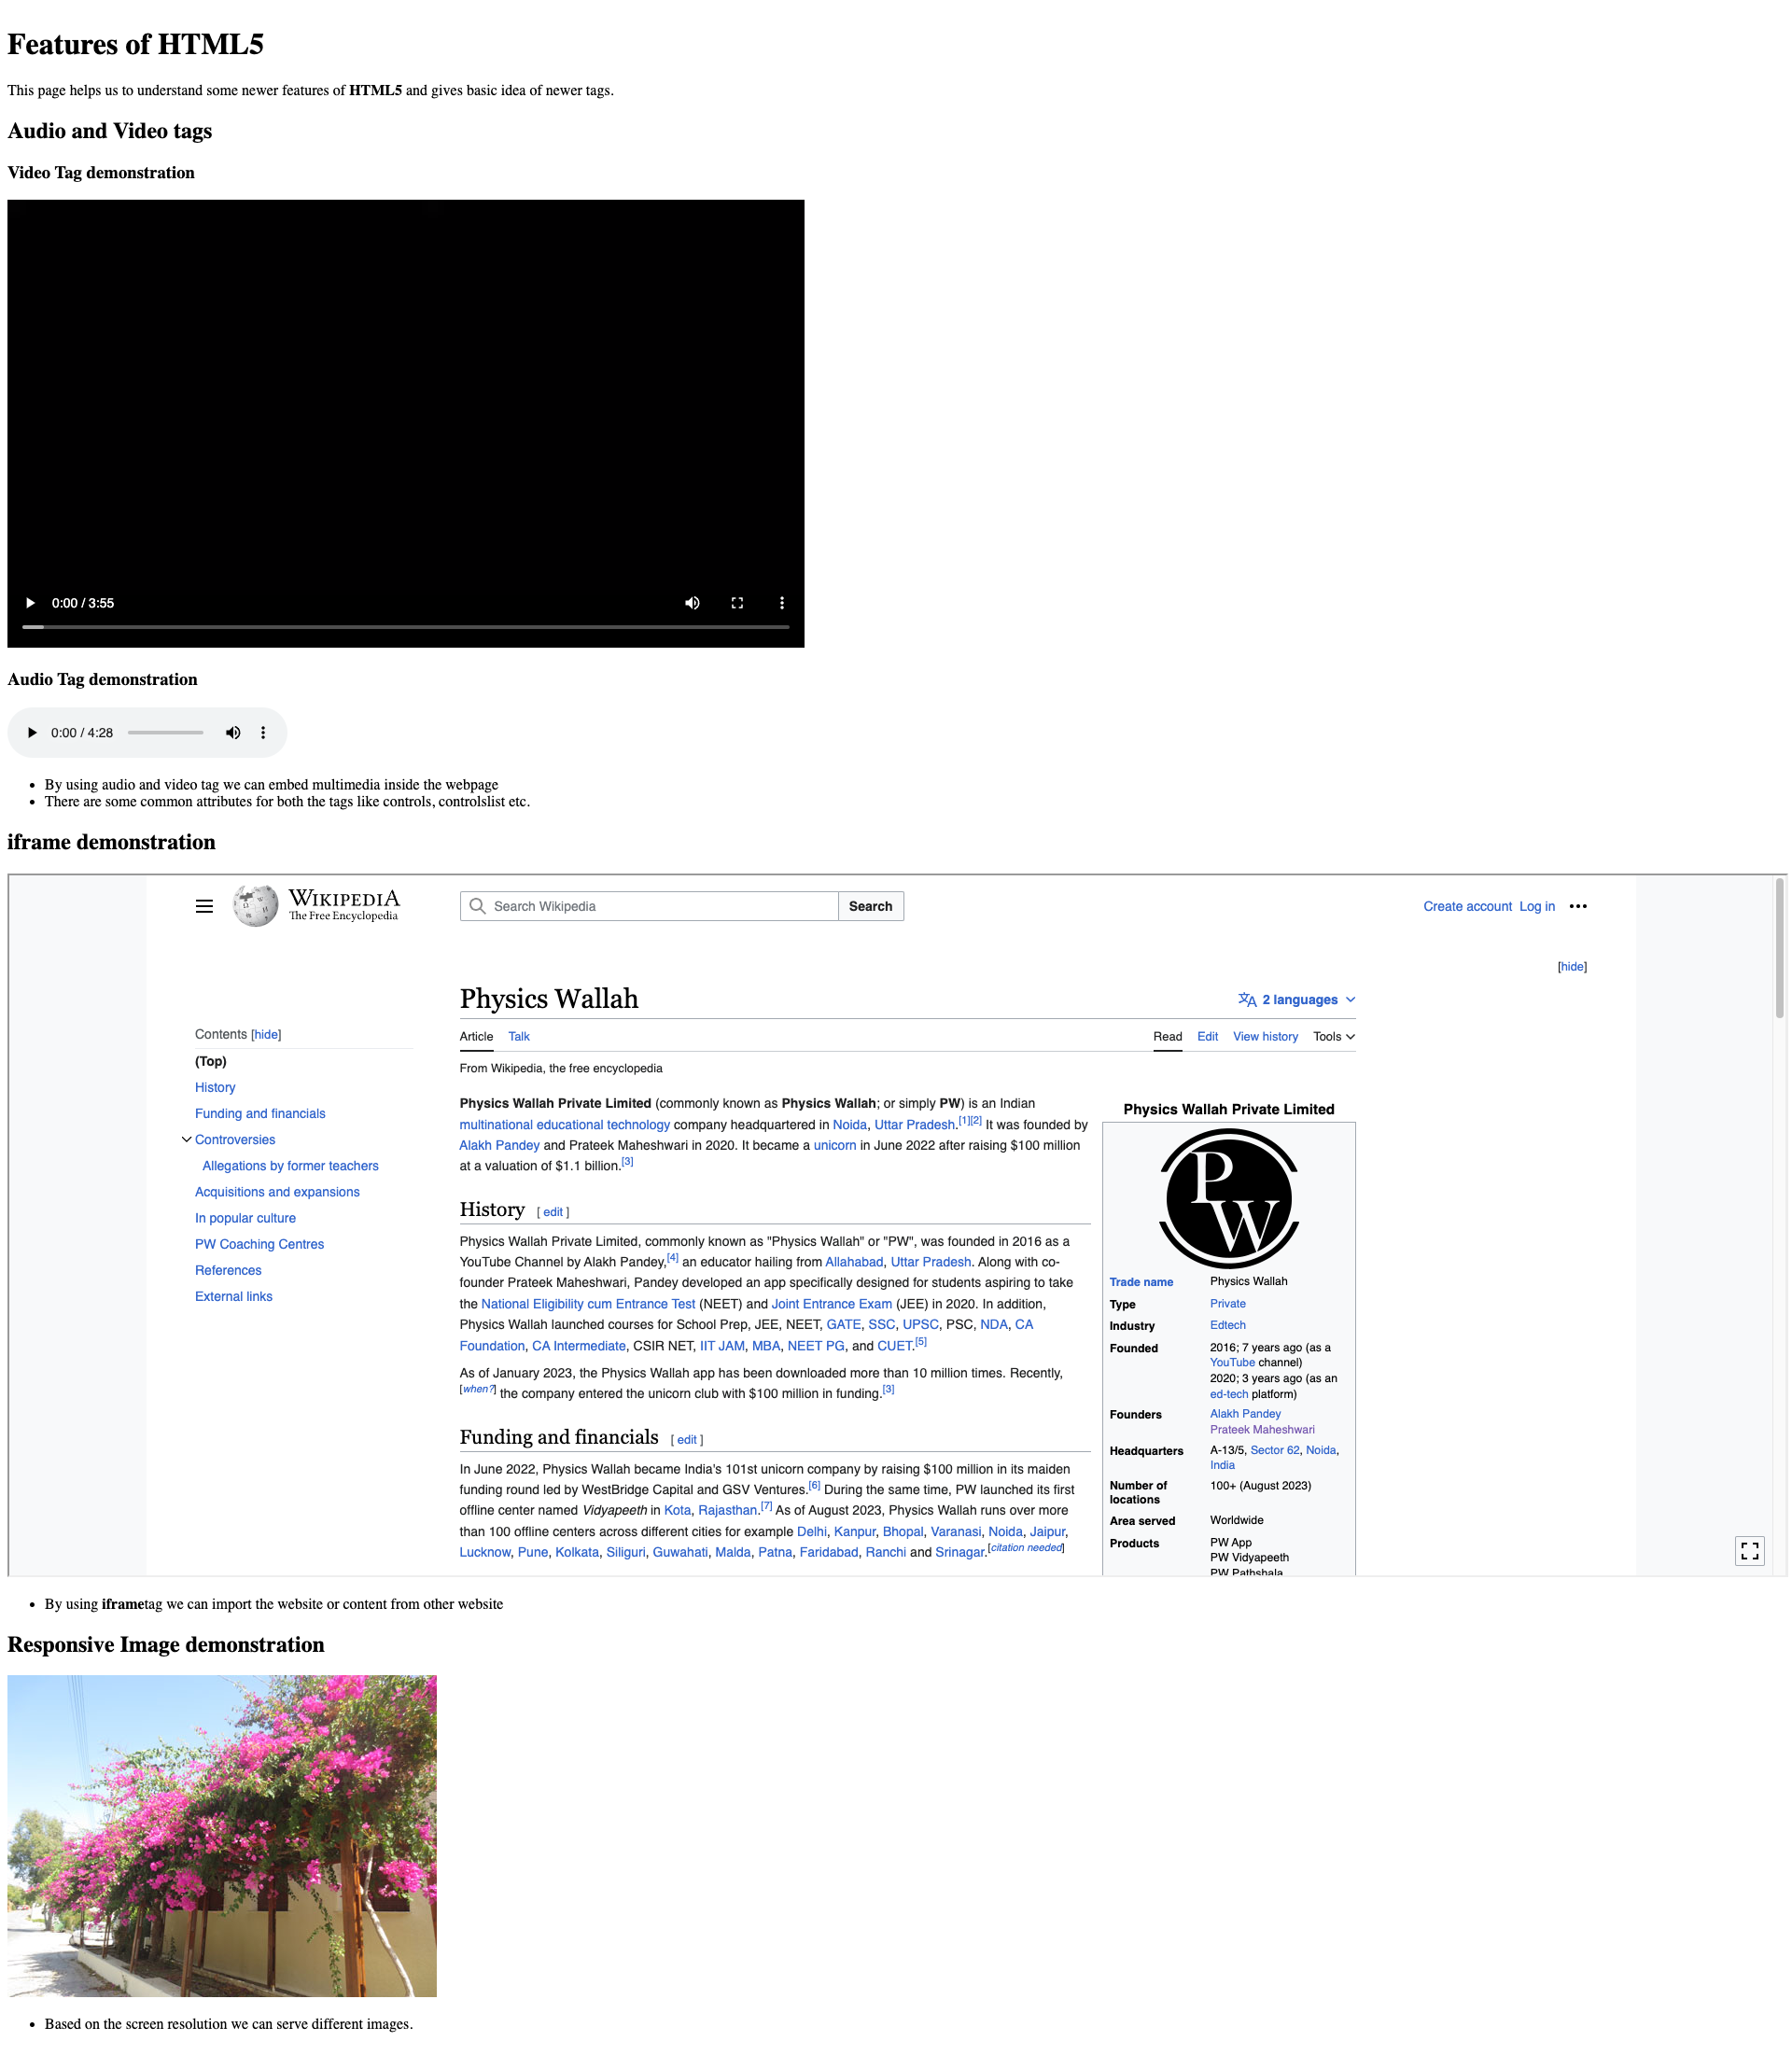 Features of HTML5
This page helps us to understand some newer features of HTML5 and gives basic idea of newer tags.
Audio and Video tags
Video Tag demonstration
0:00 / 3:55
Audio Tag demonstration
0:00 / 4:28
• By using audio and video tag we can embed multimedia inside the webpage
• There are some common attributes for both the tags like controls, controlslist etc.
iframe demonstration
WIKIPEDIA
The Free Encyclopedia
Search Wikipedia
Search
Create account Log in
[hide]
Physics Wallah
2 languages
Contents [hide]
(Top)
History
Funding and financials
Controversies
Allegations by former teachers
Acquisitions and expansions
In popular culture
PW Coaching Centres
References
External links
Article Talk
Read Edit View history Tools
From Wikipedia, the free encyclopedia
Physics Wallah Private Limited (commonly known as Physics Wallah; or simply PW) is an Indian
multinational educational technology company headquartered in Noida, Uttar Pradesh.[1][2] It was founded by
Alakh Pandey and Prateek Maheshwari in 2020. It became a unicorn in June 2022 after raising $100 million
at a valuation of $1.1 billion.[3]
History [ edit ]
Physics Wallah Private Limited, commonly known as "Physics Wallah" or "PW", was founded in 2016 as a
YouTube Channel by Alakh Pandey,[4] an educator hailing from Allahabad, Uttar Pradesh. Along with co-
founder Prateek Maheshwari, Pandey developed an app specifically designed for students aspiring to take
the National Eligibility cum Entrance Test (NEET) and Joint Entrance Exam (JEE) in 2020. In addition,
Physics Wallah launched courses for School Prep, JEE, NEET, GATE, SSC, UPSC, PSC, NDA, CA
Foundation, CA Intermediate, CSIR NET, IIT JAM, MBA, NEET PG, and CUET.[5]
As of January 2023, the Physics Wallah app has been downloaded more than 10 million times. Recently,
[when?] the company entered the unicorn club with $100 million in funding.[3]
Funding and financials [ edit ]
In June 2022, Physics Wallah became India's 101st unicorn company by raising $100 million in its maiden
funding round led by WestBridge Capital and GSV Ventures.[6] During the same time, PW launched its first
offline center named Vidyapeeth in Kota, Rajasthan.[7] As of August 2023, Physics Wallah runs over more
than 100 offline centers across different cities for example Delhi, Kanpur, Bhopal, Varanasi, Noida, Jaipur,
Lucknow, Pune, Kolkata, Siliguri, Guwahati, Malda, Patna, Faridabad, Ranchi and Srinagar.[citation needed]
Physics Wallah Private Limited
PW
Trade name Physics Wallah
Type Private
Industry Edtech
Founded 2016; 7 years ago (as a
YouTube channel)
2020; 3 years ago (as an
ed-tech platform)
Founders Alakh Pandey
Prateek Maheshwari
Headquarters A-13/5, Sector 62, Noida,
India
Number of 100+ (August 2023)
locations
Area served Worldwide
Products PW App
PW Vidyapeeth
PW Pathshala
• By using iframetag we can import the website or content from other website
Responsive Image demonstration
• Based on the screen resolution we can serve different images.